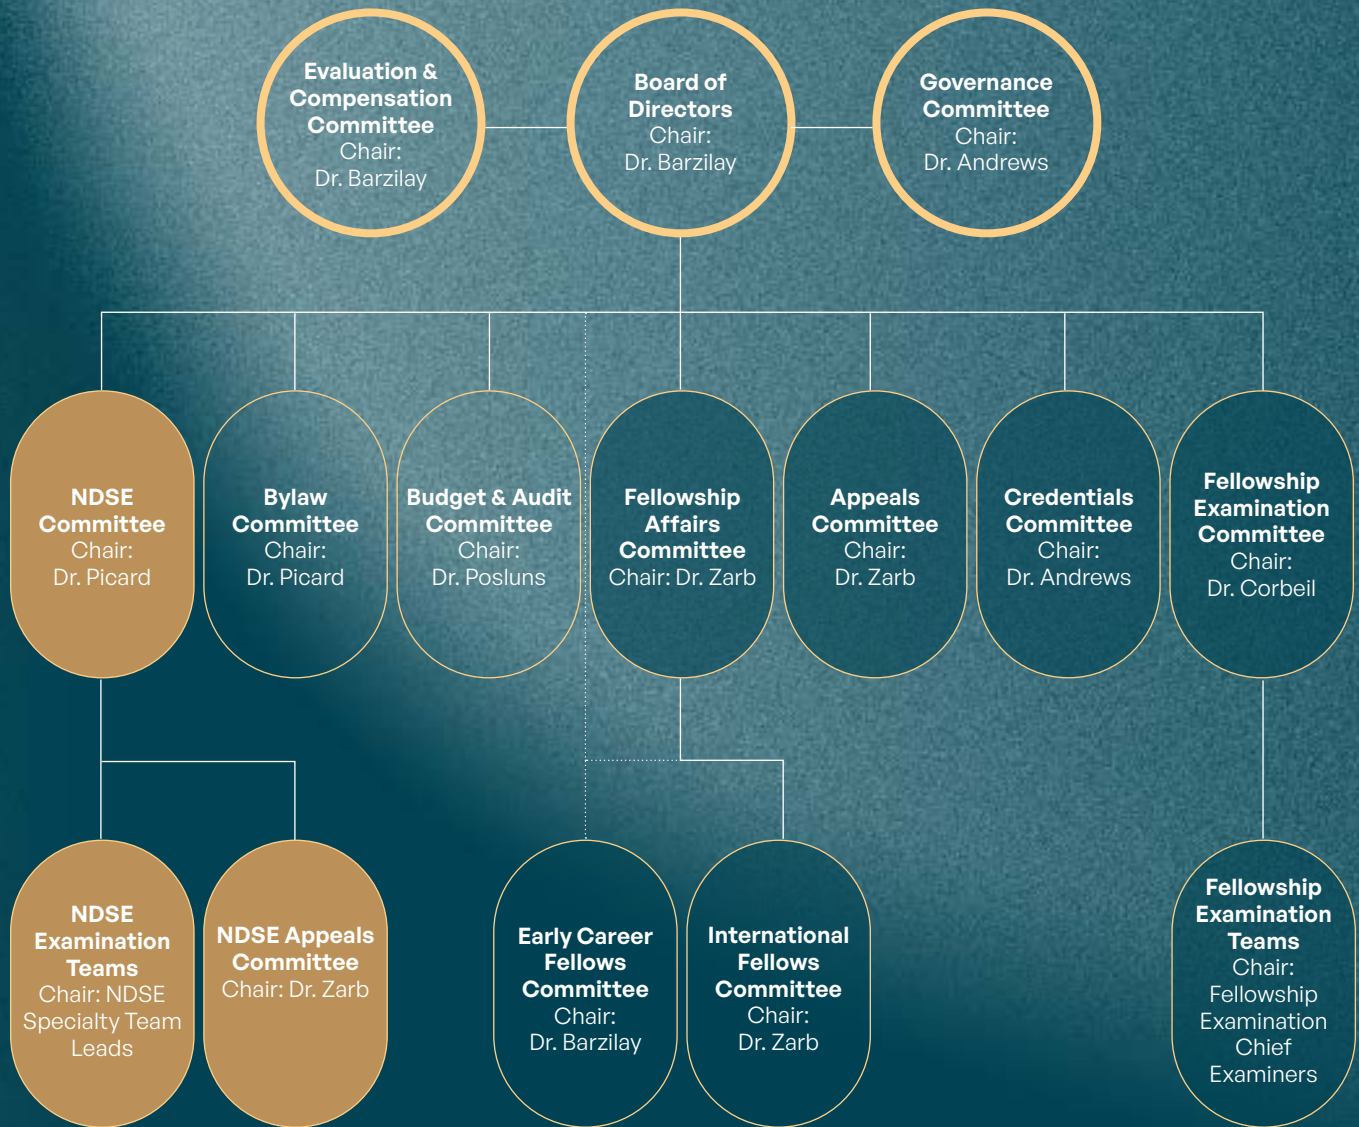 Evaluation &
Compensation
Committee
Chair:
Dr. Barzilay
Board of
Directors
Chair:
Dr. Barzilay
Governance
Committee
Chair:
Dr. Andrews
NDSE
Committee
Chair:
Dr. Picard
Bylaw
Committee
Chair:
Dr. Picard
Budget & Audit
Committee
Chair:
Dr. Posluns
Fellowship
Affairs
Committee
Chair: Dr. Zarb
Appeals
Committee
Chair:
Dr. Zarb
Credentials
Committee
Chair:
Dr. Andrews
Fellowship
Examination
Committee
Chair:
Dr. Corbeil
NDSE
Examination
Teams
Chair: NDSE
Specialty Team
Leads
NDSE Appeals
Committee
Chair: Dr. Zarb
Early Career
Fellows
Committee
Chair:
Dr. Barzilay
International
Fellows
Committee
Chair:
Dr. Zarb
Fellowship
Examination
Teams
Chair:
Fellowship
Examination
Chief
Examiners